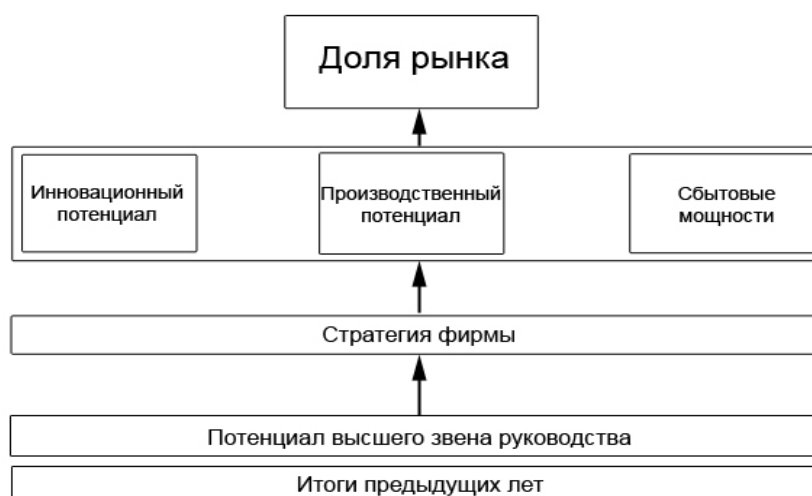 Доля рынка
Инновационный
потенциал
Производственный
потенциал
Сбытовые
мощности
Стратегия фирмы
Потенциал высшего звена руководства
Итоги предыдущих лет